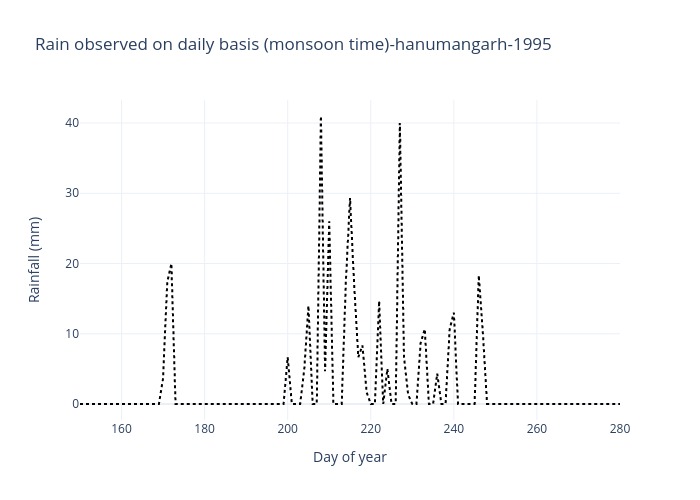 Rain observed on daily basis (monsoon time)-hanumangarh-1995
Rainfall (mm)
40
30
20
10
0
160 180 200 220 240 260 280
Day of year